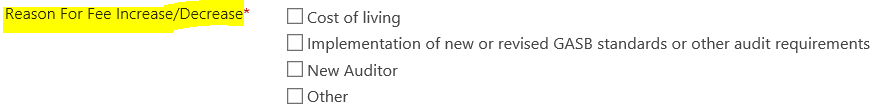 Reason For Fee Increase/Decrease* Cost of living
Implementation of new or revised GASB standards or other audit requirements
New Auditor
Other